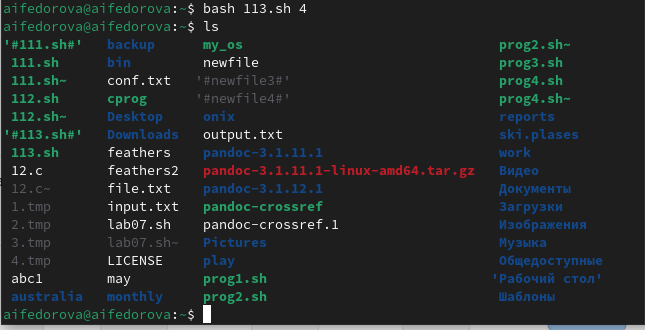 aifedorova@aifedorova:~$ bash 113.sh 4
aifedorova@aifedorova:~$ ls
'#111.sh#' backup my_os prog2.sh~
111.sh bin newfile prog3.sh
111.sh~ conf.txt '#newfile3#' prog4.sh
112.sh cprog '#newfile4#' prog4.sh~
112.sh~ Desktop onix reports
'#113.sh#' Downloads output.txt ski.plases
113.sh feathers pandoc-3.1.11.1 work
12.c feathers2 pandoc-3.1.11.1-linux-amd64.tar.gz Видео
12.c~ file.txt pandoc-3.1.12.1 Документы
1.tmp input.txt pandoc-crossref Загрузки
2.tmp lab07.sh pandoc-crossref.1 Изображения
3.tmp lab07.sh~ Pictures Музыка
4.tmp LICENSE play Общедоступные
abc1 may prog1.sh 'Рабочий стол'
australia monthly prog2.sh Шаблоны
aifedorova@aifedorova:~$